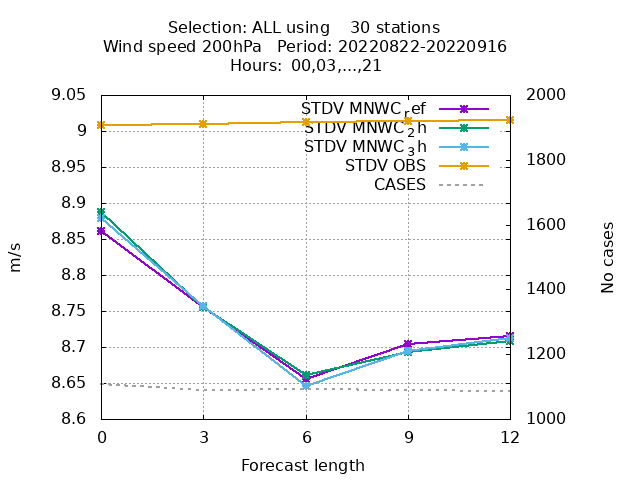 Selection: ALL using 30 stations
Wind speed 200hPa Period: 20220822-20220916
Hours: 00,03,...,21
9.05
9
8.95
8.9
8.85
8.8
8.75
8.7
8.65
8.6
m/s
STDV MNWC_ref
STDV MNWC_2h
STDV MNWC_3h
STDV OBS
CASES
2000
1800
1600
1400
1200
1000
No cases
0 3 6 9 12
Forecast length